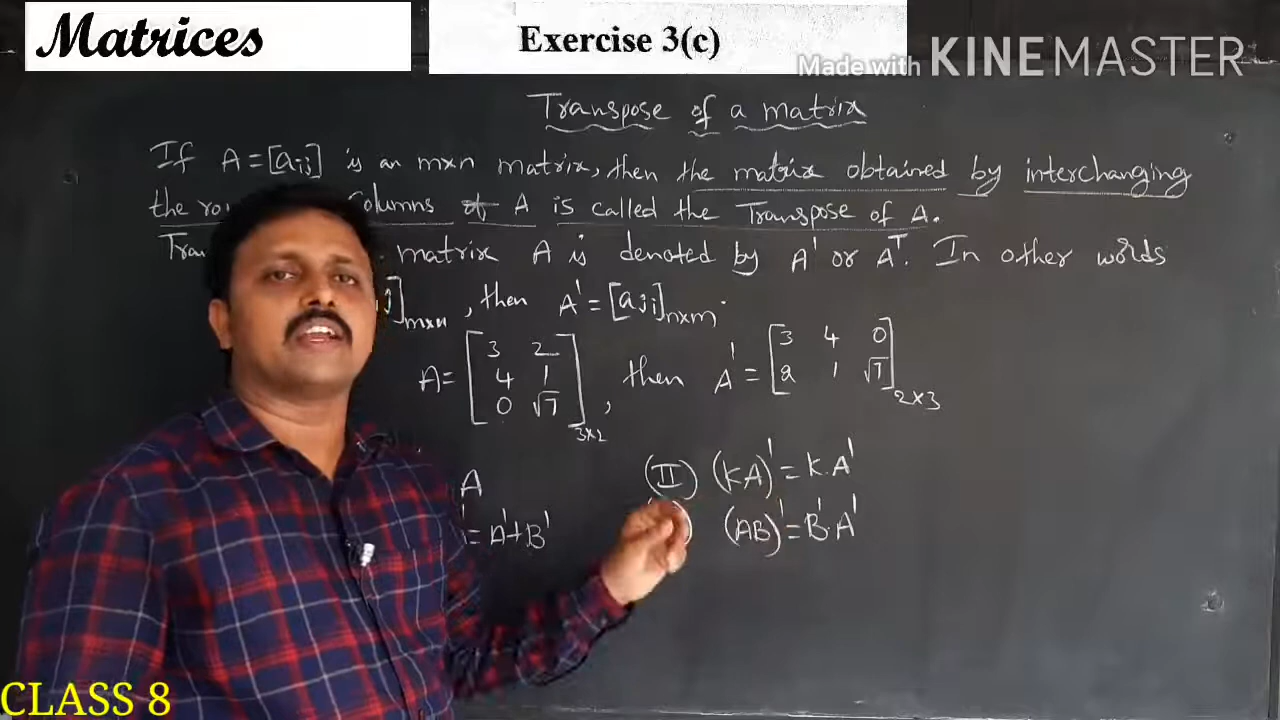 Matrices
Exercise 3(c)
Made with KINEMASTER
Transpose of a matrix
If A = [aij] is an m×n matrix, then the matrix obtained by interchanging
the Columns of A is called the Transpose of A.
matrix A is denoted by A' or Aᵀ. In other words
]m×n, then A' = [aji]n×m.
A = [3 2
4 1
0 √7]3×2, then A' = [3 4 0
2 1 √7]2×3
A
(II) (KA)' = K.A'
= A'+B'
(AB)' = B'.A'
CLASS 8